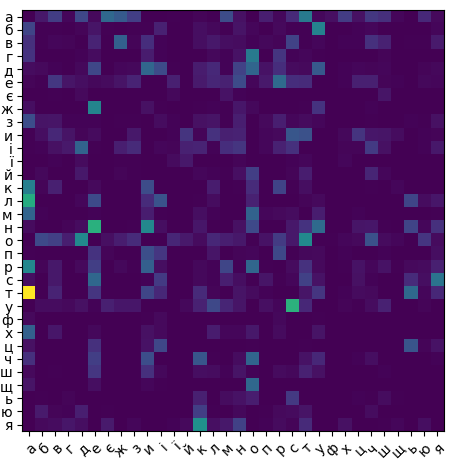 а
б
в
г
д
е
є
ж
з
и
і
ї
й
к
л
м
н
о
п
р
с
т
у
ф
х
ц
ч
ш
щ
ь
ю
я
а б в г д е є ж з и і ї й к л м н о п р с т у ф х ц ч ш щ ь ю я